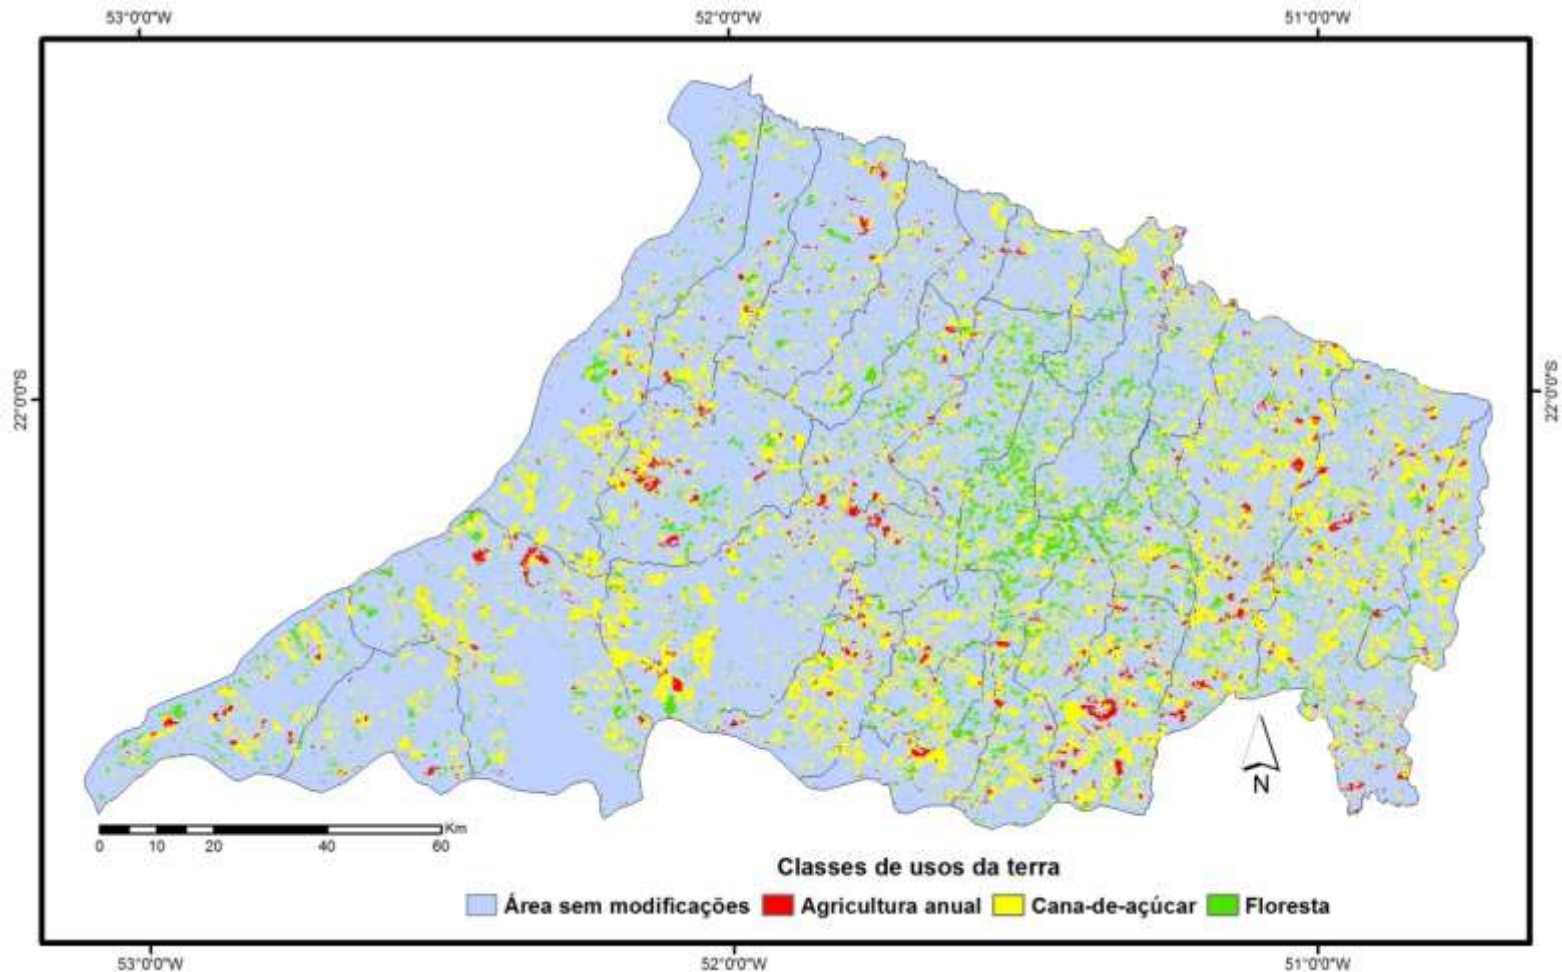 53°0'0"W 52°0'0"W 51°0'0"W
22°0'0"S
22°0'0"S
N
Km
0 10 20 40 60
Classes de usos da terra
Área sem modificações Agricultura anual Cana-de-açúcar Floresta
53°0'0"W 52°0'0"W 51°0'0"W